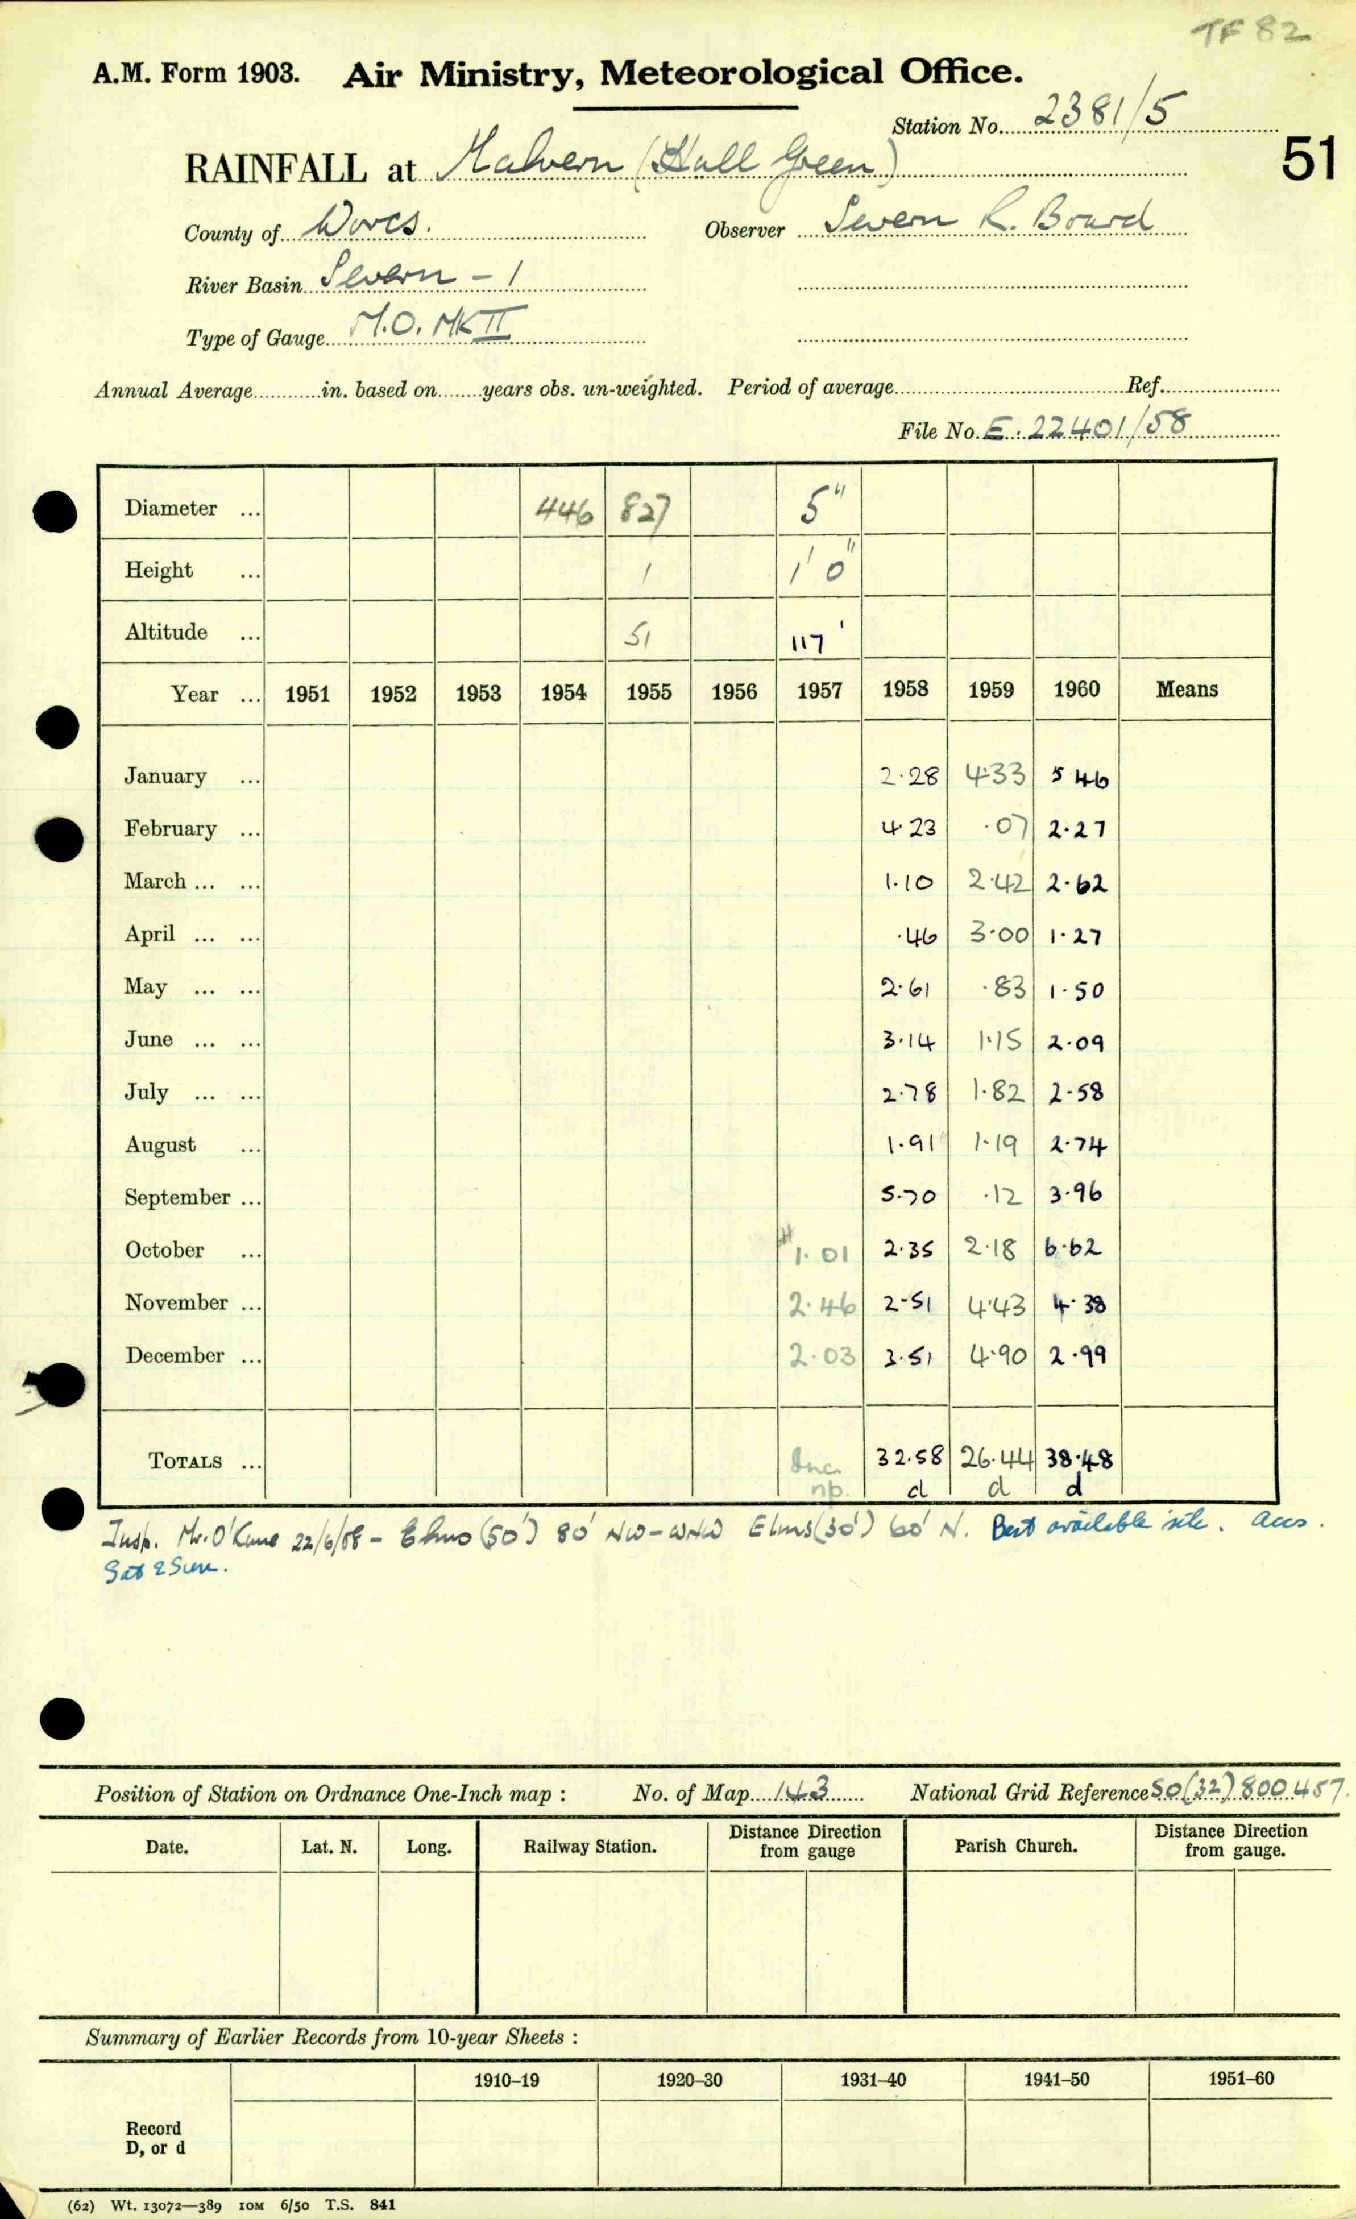 TF 82
A.M. Form 1903. Air Ministry, Meteorological Office.
Station No. 2381/5
51
RAINFALL at Malvern (Hall Green)
County of Worcs. Observer Severn R. Board
River Basin Severn - 1
Type of Gauge M.O. MK II
Annual Average............in. based on........years obs. un-weighted. Period of average............ Ref............
File No. E. 22401/58
Diameter ... 446 827 5"
Height ... 1 1' 0"
Altitude ... 51 117'
Year ... 1951 1952 1953 1954 1955 1956 1957 1958 1959 1960 Means
January ... 2.28 4.33 5 46
February ... 4.23 .07 2.27
March ... ... 1.10 2.42 2.62
April ... ... .46 3.00 1.27
May ... ... 2.61 .83 1.50
June ... ... 3.14 1.15 2.09
July ... ... 2.78 1.82 2.58
August ... 1.91 1.19 2.74
September ... 5.70 .12 3.96
October ... 1.01 2.35 2.18 6.62
November ... 2.46 2.51 4.43 4.38
December ... 2.03 3.51 4.90 2.99
TOTALS ... Inc. 32.58 26.44 38.48
np. d d d
Insp. Mr. O'Kane 22/6/58 - Elms (50') 80' NW-WNW Elms (30') 60' N. Best available site. Accs.
Sat & Sun.
Position of Station on Ordnance One-Inch map : No. of Map 143 National Grid Reference SO(32) 800 457.
Date. Lat. N. Long. Railway Station. Distance Direction from gauge Parish Church. Distance Direction from gauge.
Summary of Earlier Records from 10-year Sheets :
1910–19 1920–30 1931–40 1941–50 1951–60
Record
D, or d
(62) Wt. 13072—389 10M 6/50 T.S. 841